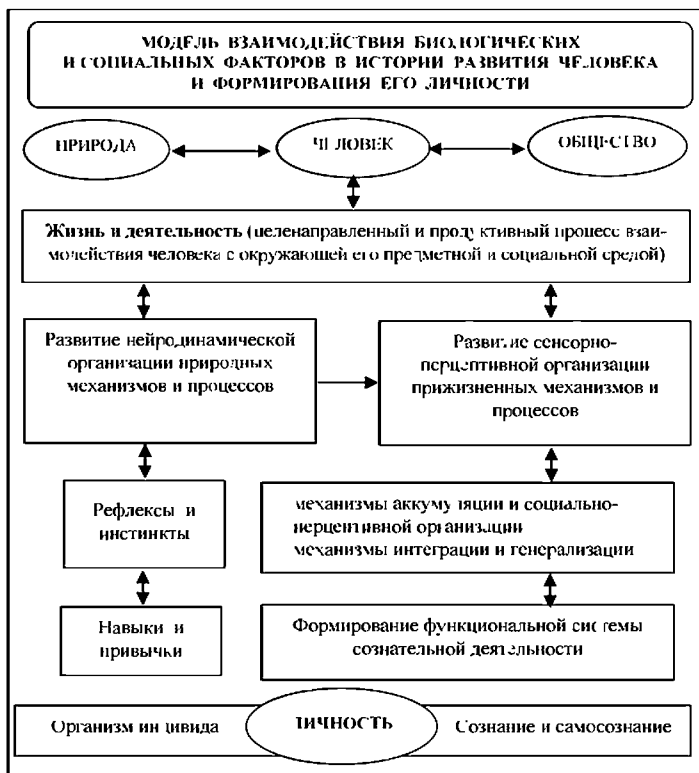 МОДЕЛЬ ВЗАИМОДЕЙСТВИЯ БИОЛОГИЧЕСКИХ
И СОЦИАЛЬНЫХ ФАКТОРОВ В ИСТОРИИ РАЗВИТИЯ ЧЕЛОВЕКА
И ФОРМИРОВАНИЯ ЕГО ЛИЧНОСТИ
ПРИРОДА
ЧЕЛОВЕК
ОБЩЕСТВО
Жизнь и деятельность (целенаправленный и продуктивный процесс взаи-
модействия человека с окружающей его предметной и социальной средой)
Развитие нейродинамической
организации природных
механизмов и процессов
Развитие сенсорно-
перцептивной организации
прижизненных механизмов и
процессов
Рефлексы и
инстинкты
механизмы аккумуляции и социально-
перцептивной организации
механизмы интеграции и генерализации
Навыки и
привычки
Формирование функциональной системы
сознательной деятельности
Организм индивида
ЛИЧНОСТЬ
Сознание и самосознание